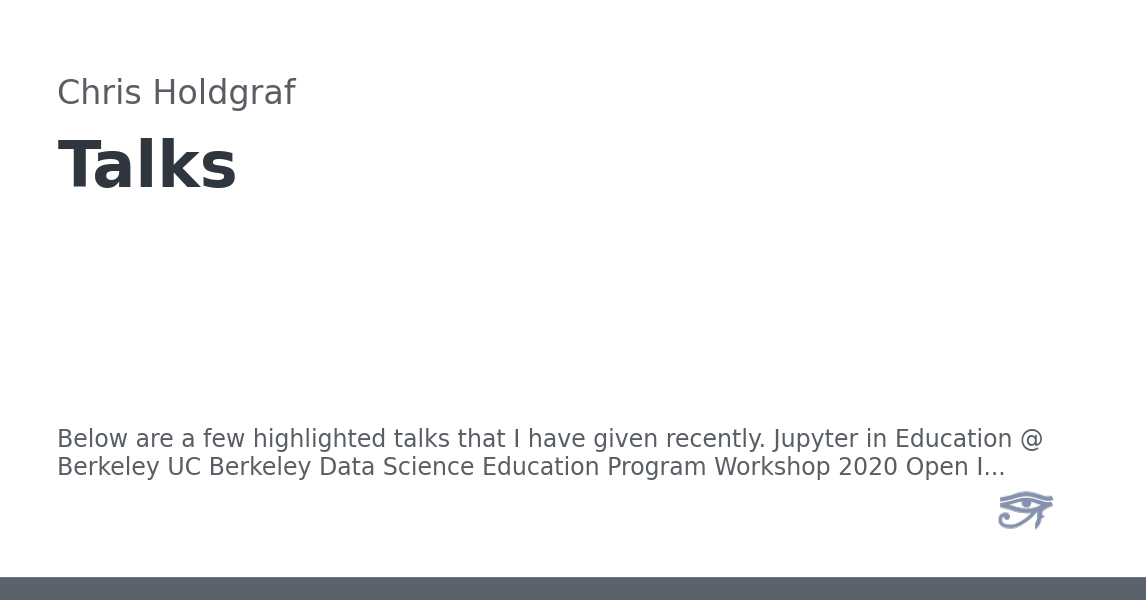 Chris Holdgraf
Talks
Below are a few highlighted talks that I have given recently. Jupyter in Education @
Berkeley UC Berkeley Data Science Education Program Workshop 2020 Open I...